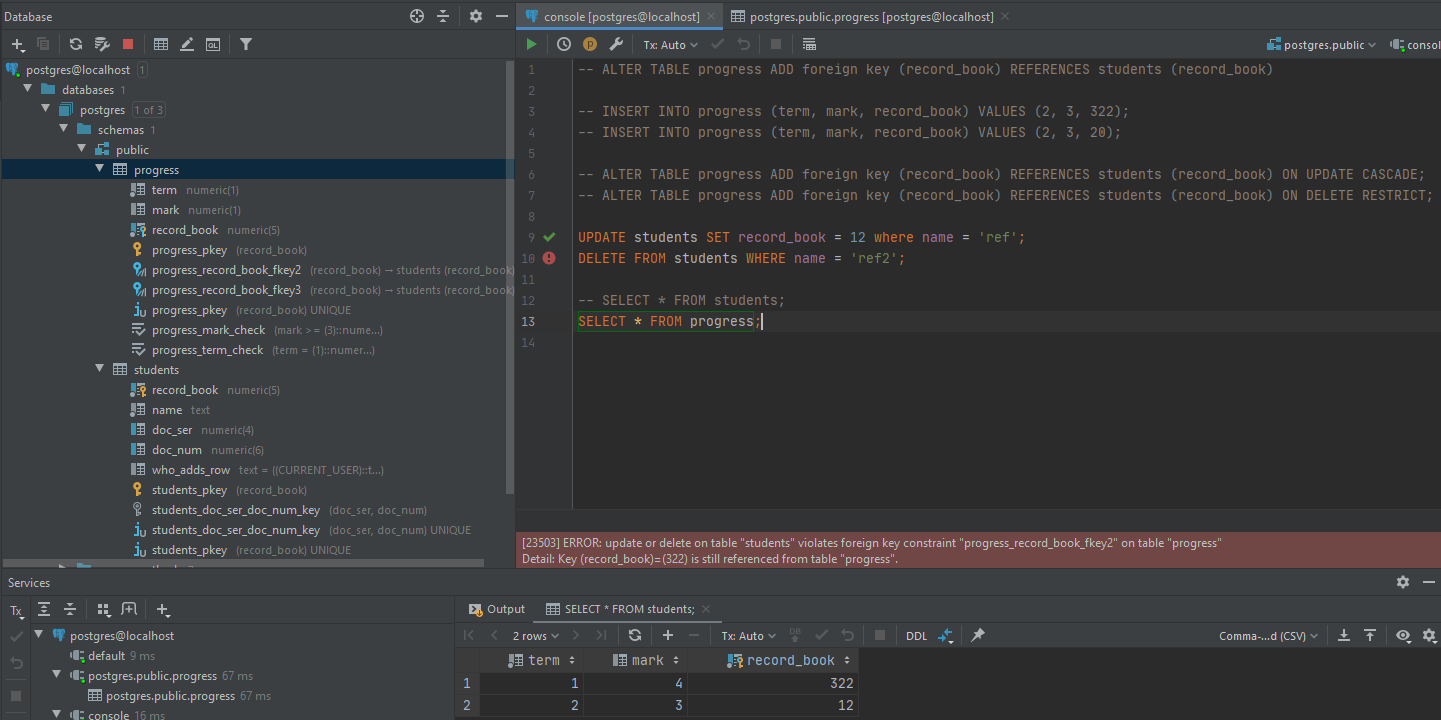 Database
postgres@localhost 1
databases 1
postgres 1 of 3
schemas 1
public
progress
term numeric(1)
mark numeric(1)
record_book numeric(5)
progress_pkey (record_book)
progress_record_book_fkey2 (record_book) → students (record_book)
progress_record_book_fkey3 (record_book) → students (record_book)
progress_pkey (record_book) UNIQUE
progress_mark_check (mark >= (3)::nume...)
progress_term_check (term = (1)::numer...)
students
record_book numeric(5)
name text
doc_ser numeric(4)
doc_num numeric(6)
who_adds_row text = ((CURRENT_USER)::t...)
students_pkey (record_book)
students_doc_ser_doc_num_key (doc_ser, doc_num)
students_doc_ser_doc_num_key (doc_ser, doc_num) UNIQUE
students_pkey (record_book) UNIQUE
console [postgres@localhost]
postgres.public.progress [postgres@localhost]
Tx: Auto
postgres.public
consol
1 -- ALTER TABLE progress ADD foreign key (record_book) REFERENCES students (record_book)
2
3 -- INSERT INTO progress (term, mark, record_book) VALUES (2, 3, 322);
4 -- INSERT INTO progress (term, mark, record_book) VALUES (2, 3, 20);
5
6 -- ALTER TABLE progress ADD foreign key (record_book) REFERENCES students (record_book) ON UPDATE CASCADE;
7 -- ALTER TABLE progress ADD foreign key (record_book) REFERENCES students (record_book) ON DELETE RESTRICT;
8
9 UPDATE students SET record_book = 12 where name = 'ref';
10 DELETE FROM students WHERE name = 'ref2';
11
12 -- SELECT * FROM students;
13 SELECT * FROM progress;
14
[23503] ERROR: update or delete on table "students" violates foreign key constraint "progress_record_book_fkey2" on table "progress"
Detail: Key (record_book)=(322) is still referenced from table "progress".
Services
Tx
postgres@localhost
default 9 ms
postgres.public.progress 67 ms
postgres.public.progress 67 ms
console 16 ms
Output
SELECT * FROM students;
2 rows
Tx: Auto
DB
DDL
Comma-...d (CSV)
term mark record_book
1 1 4 322
2 2 3 12